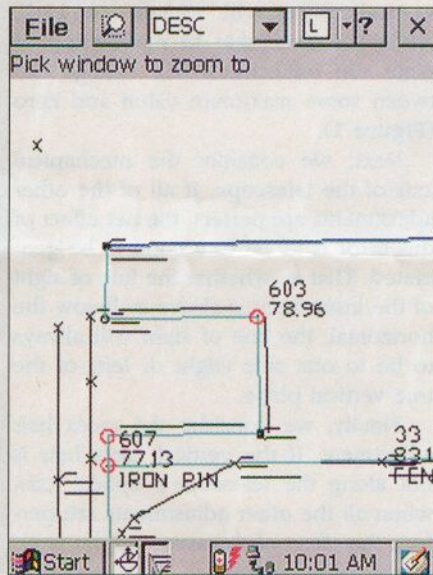 File DESC L ? ×
Pick window to zoom to
603
78.96
607
77.13
IRON PIN
33
821
FEN
Start 10:01 AM